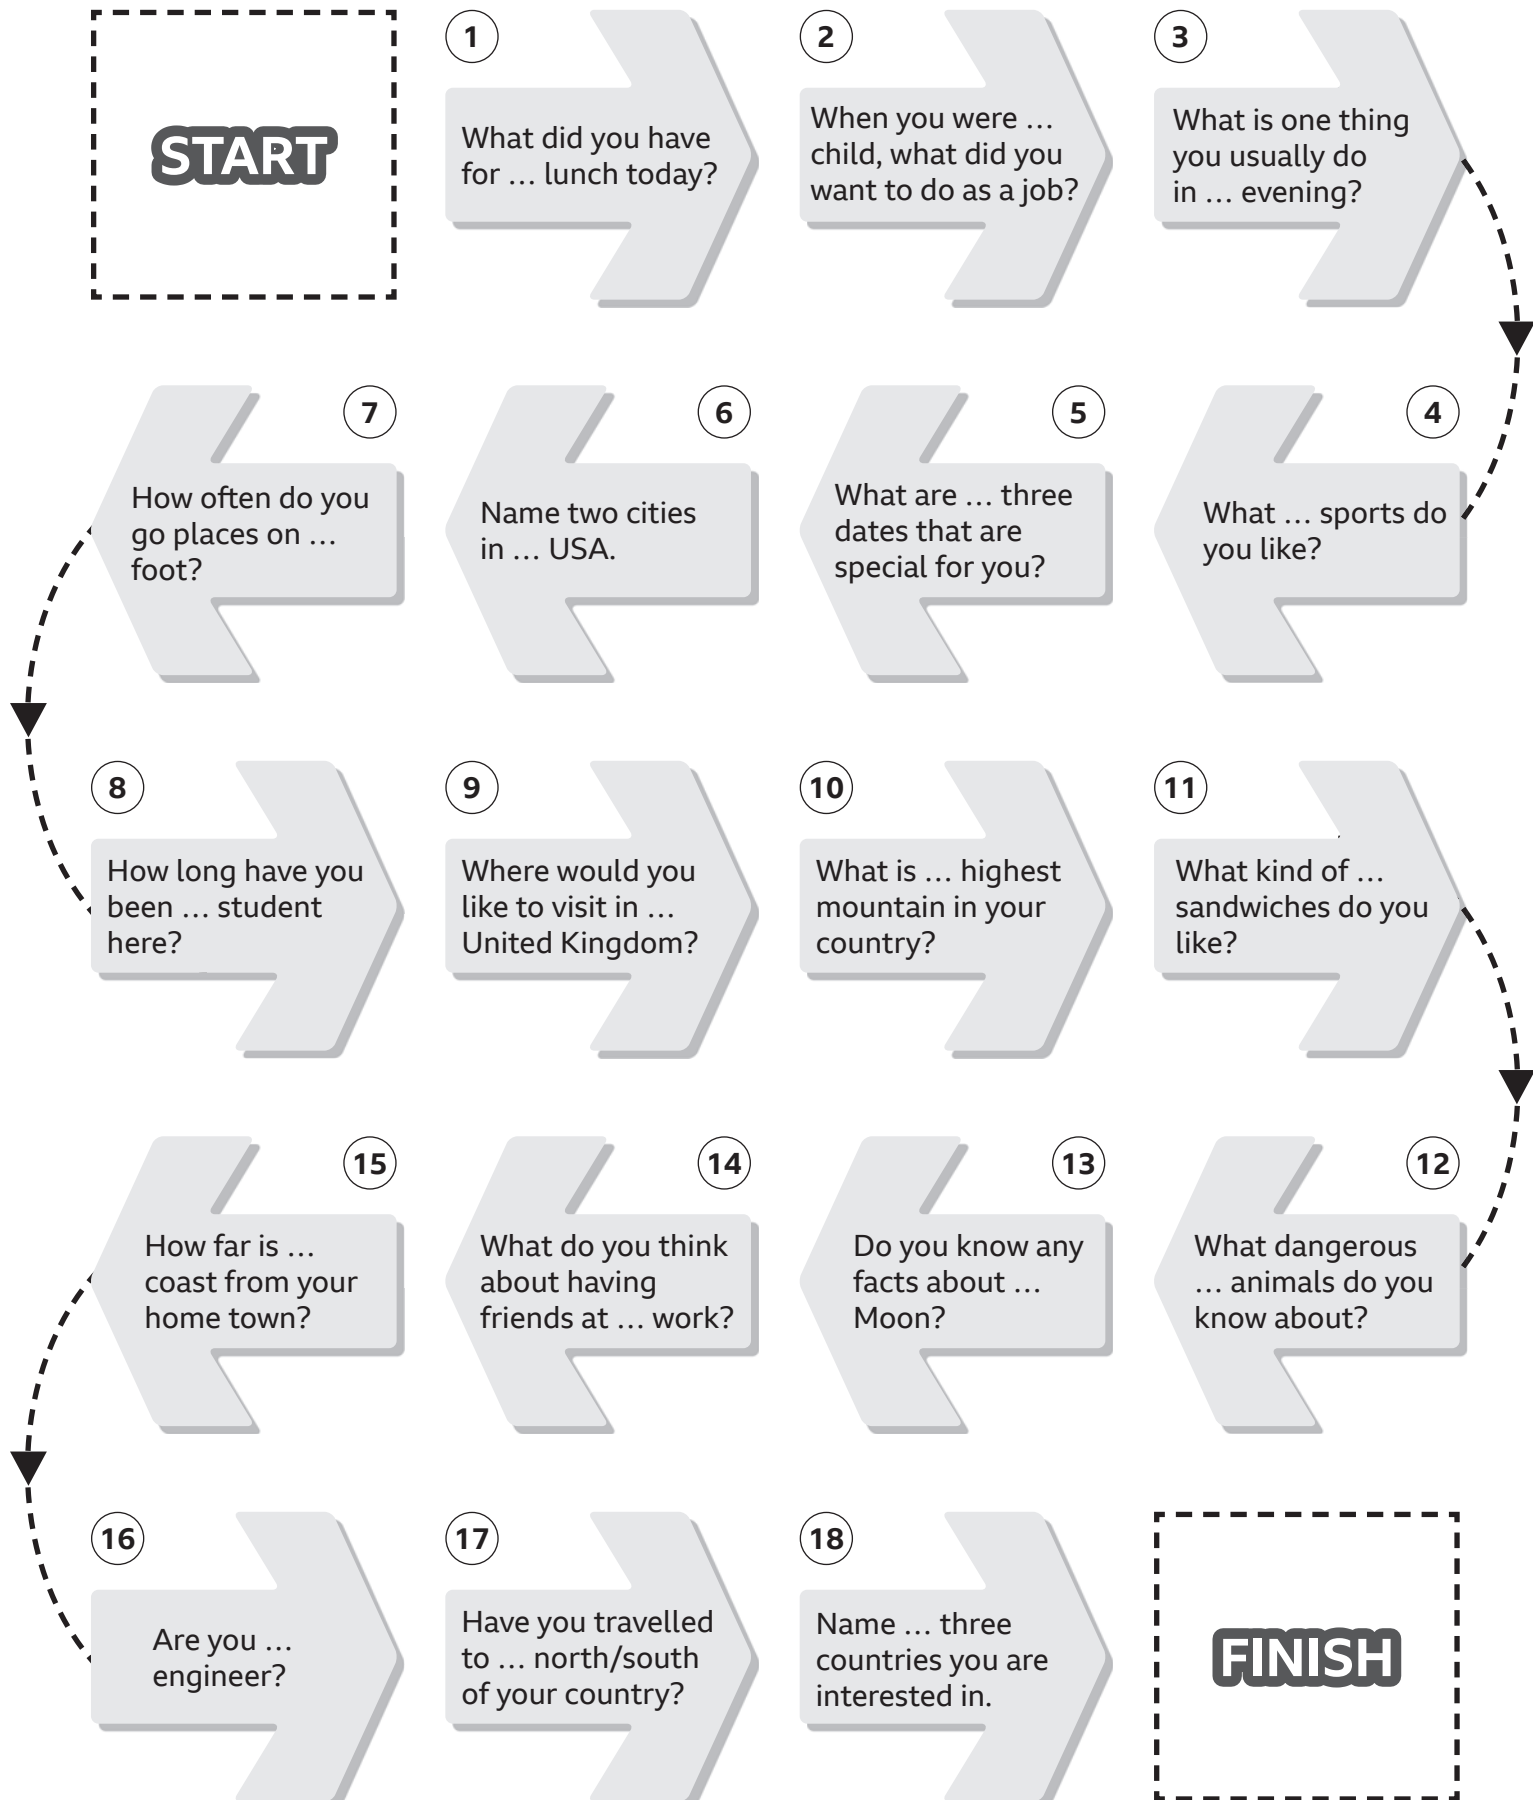 START
1
What did you have
for … lunch today?
2
When you were …
child, what did you
want to do as a job?
3
What is one thing
you usually do
in … evening?
4
What … sports do
you like?
5
What are … three
dates that are
special for you?
6
Name two cities
in … USA.
7
How often do you
go places on …
foot?
8
How long have you
been … student
here?
9
Where would you
like to visit in …
United Kingdom?
10
What is … highest
mountain in your
country?
11
What kind of …
sandwiches do you
like?
12
What dangerous
… animals do you
know about?
13
Do you know any
facts about …
Moon?
14
What do you think
about having
friends at … work?
15
How far is …
coast from your
home town?
16
Are you …
engineer?
17
Have you travelled
to … north/south
of your country?
18
Name … three
countries you are
interested in.
FINISH